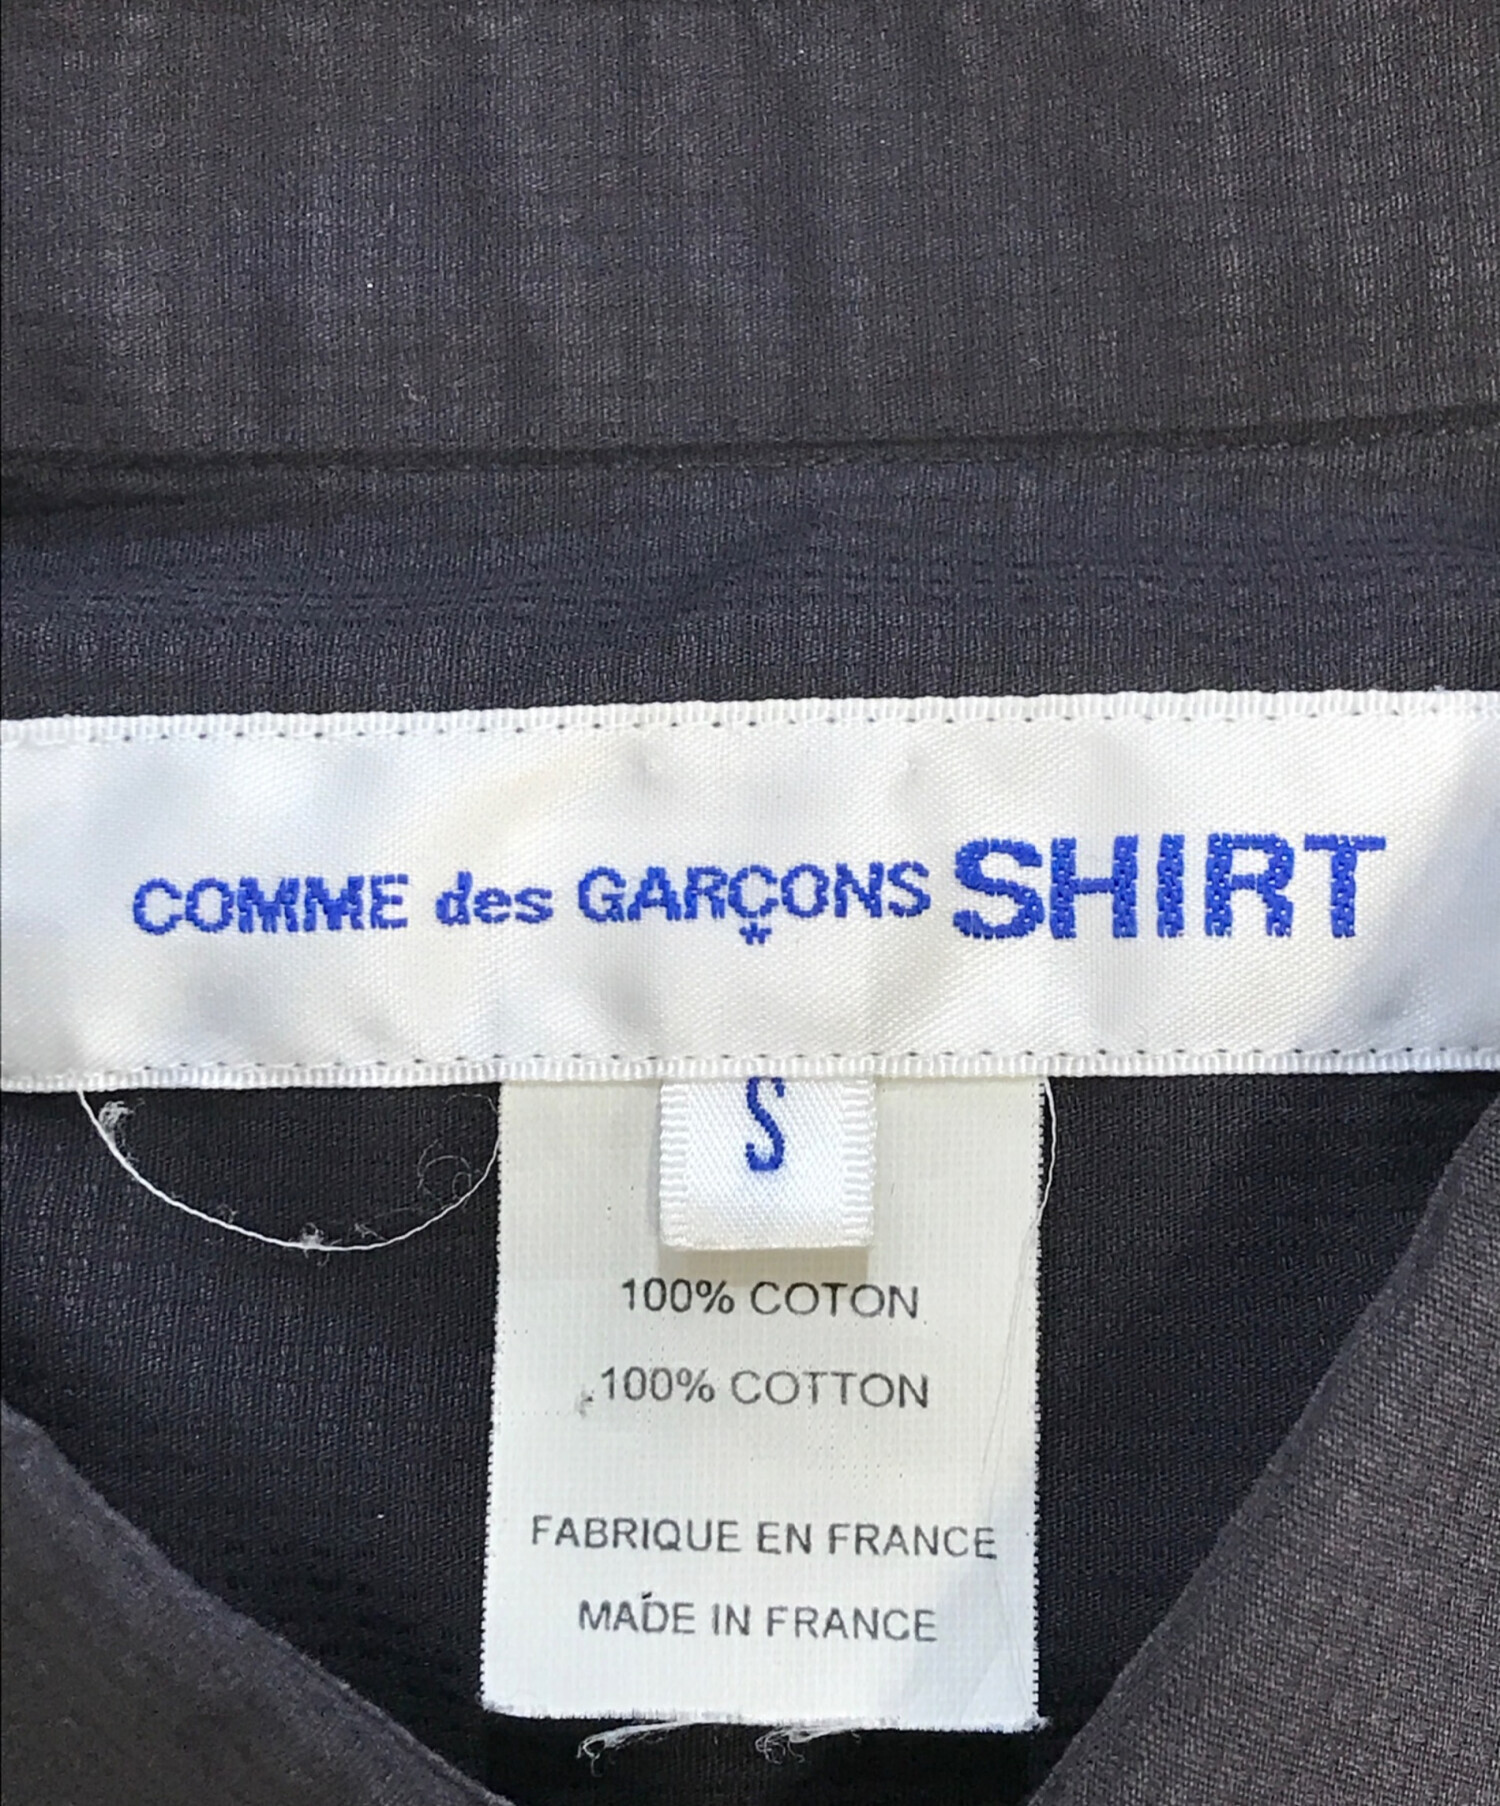 COMME des GARÇONS SHIRT
S
100% COTON
100% COTTON
FABRIQUE EN FRANCE
MADE IN FRANCE